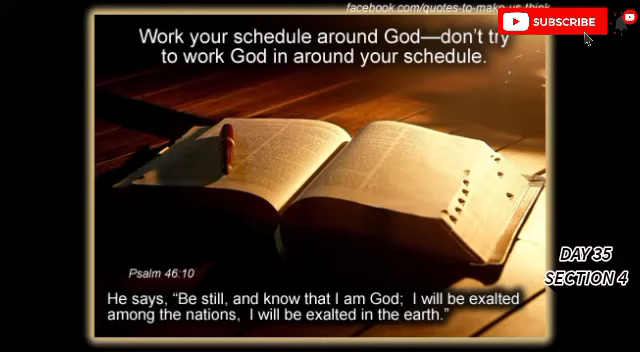 facebook.com/quotes-to-make-us-think
SUBSCRIBE
Work your schedule around God—don't try
to work God in around your schedule.
DAY 35
SECTION 4
Psalm 46:10
He says, “Be still, and know that I am God;  I will be exalted
among the nations,  I will be exalted in the earth.”